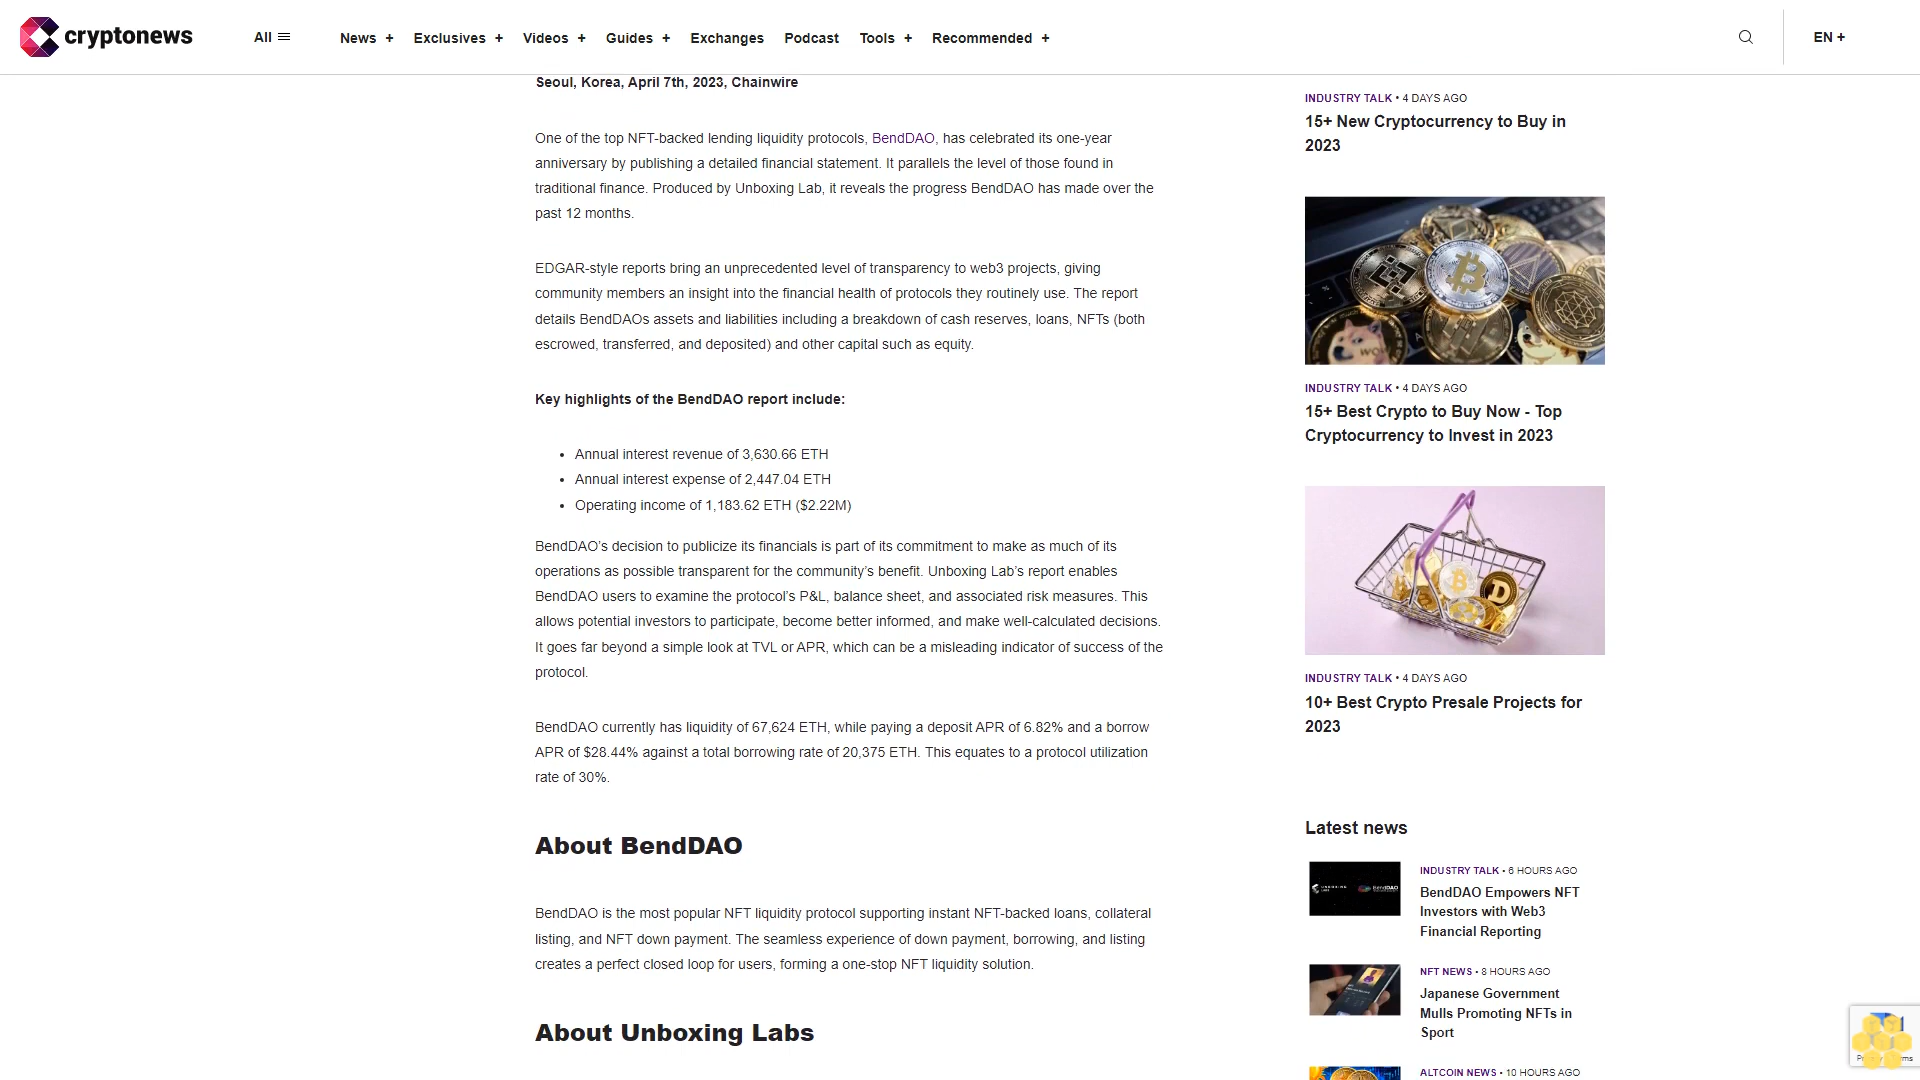 cryptonews
All
News +
Exclusives +
Videos +
Guides +
Exchanges
Podcast
Tools +
Recommended +
EN +
Seoul, Korea, April 7th, 2023, Chainwire
One of the top NFT-backed lending liquidity protocols, BendDAO, has celebrated its one-year
anniversary by publishing a detailed financial statement. It parallels the level of those found in
traditional finance. Produced by Unboxing Lab, it reveals the progress BendDAO has made over the
past 12 months.
EDGAR-style reports bring an unprecedented level of transparency to web3 projects, giving
community members an insight into the financial health of protocols they routinely use. The report
details BendDAOs assets and liabilities including a breakdown of cash reserves, loans, NFTs (both
escrowed, transferred, and deposited) and other capital such as equity.
Key highlights of the BendDAO report include:
• Annual interest revenue of 3,630.66 ETH
• Annual interest expense of 2,447.04 ETH
• Operating income of 1,183.62 ETH ($2.22M)
BendDAO’s decision to publicize its financials is part of its commitment to make as much of its
operations as possible transparent for the community’s benefit. Unboxing Lab’s report enables
BendDAO users to examine the protocol’s P&L, balance sheet, and associated risk measures. This
allows potential investors to participate, become better informed, and make well-calculated decisions.
It goes far beyond a simple look at TVL or APR, which can be a misleading indicator of success of the
protocol.
BendDAO currently has liquidity of 67,624 ETH, while paying a deposit APR of 6.82% and a borrow
APR of $28.44% against a total borrowing rate of 20,375 ETH. This equates to a protocol utilization
rate of 30%.
About BendDAO
BendDAO is the most popular NFT liquidity protocol supporting instant NFT-backed loans, collateral
listing, and NFT down payment. The seamless experience of down payment, borrowing, and listing
creates a perfect closed loop for users, forming a one-stop NFT liquidity solution.
About Unboxing Labs
INDUSTRY TALK • 4 DAYS AGO
15+ New Cryptocurrency to Buy in
2023
INDUSTRY TALK • 4 DAYS AGO
15+ Best Crypto to Buy Now - Top
Cryptocurrency to Invest in 2023
INDUSTRY TALK • 4 DAYS AGO
10+ Best Crypto Presale Projects for
2023
Latest news
BendDAO
INDUSTRY TALK • 6 HOURS AGO
BendDAO Empowers NFT
Investors with Web3
Financial Reporting
NFT NEWS • 8 HOURS AGO
Japanese Government
Mulls Promoting NFTs in
Sport
ALTCOIN NEWS • 10 HOURS AGO